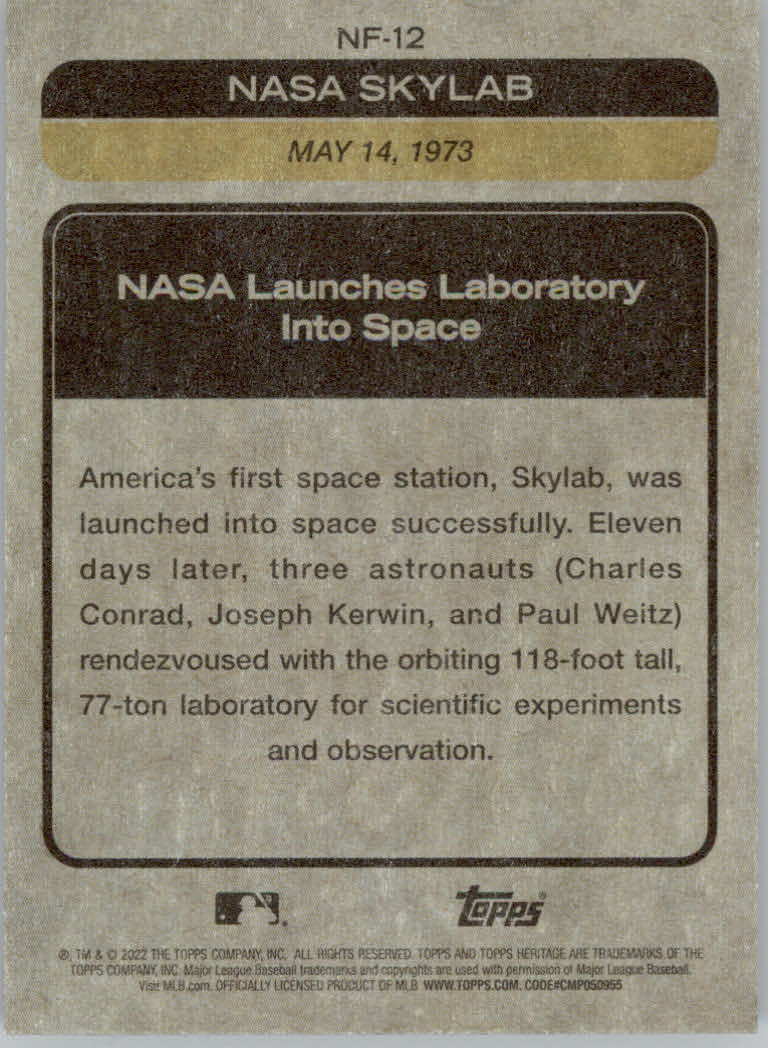 NF-12
NASA SKYLAB
MAY 14, 1973
NASA Launches Laboratory
Into Space
America's first space station, Skylab, was
launched into space successfully. Eleven
days later, three astronauts (Charles
Conrad, Joseph Kerwin, and Paul Weitz)
rendezvoused with the orbiting 118-foot tall,
77-ton laboratory for scientific experiments
and observation.
topps®
®, TM & © 2022 THE TOPPS COMPANY, INC. ALL RIGHTS RESERVED. TOPPS AND TOPPS HERITAGE ARE TRADEMARKS OF THE
TOPPS COMPANY, INC. Major League Baseball trademarks and copyrights are used with permission of Major League Baseball.
Visit MLB.com. OFFICIALLY LICENSED PRODUCT OF MLB WWW.TOPPS.COM. CODE#CMP050955